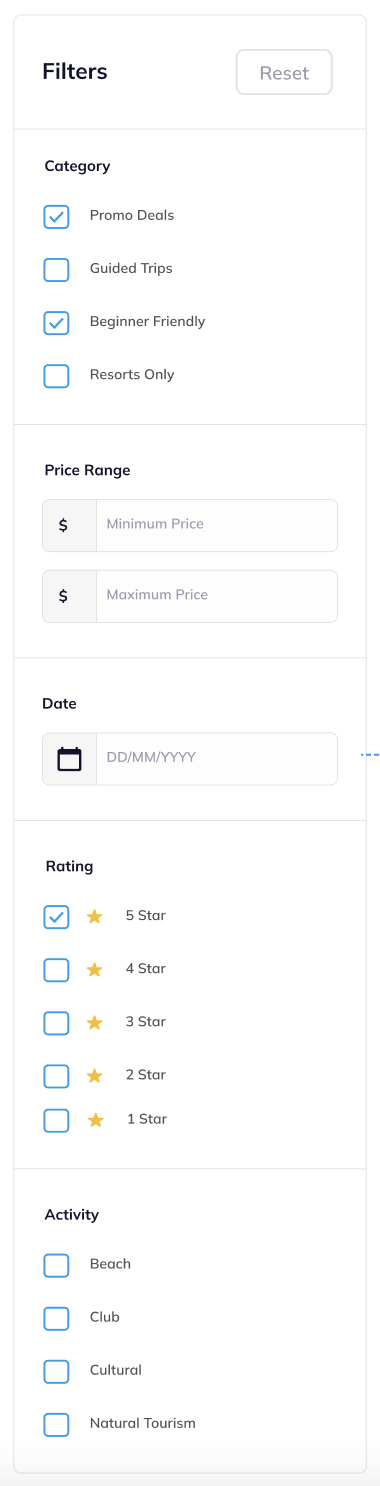 Filters
Reset
Category
Promo Deals
Guided Trips
Beginner Friendly
Resorts Only
Price Range
$ Minimum Price
$ Maximum Price
Date
DD/MM/YYYY
Rating
5 Star
4 Star
3 Star
2 Star
1 Star
Activity
Beach
Club
Cultural
Natural Tourism